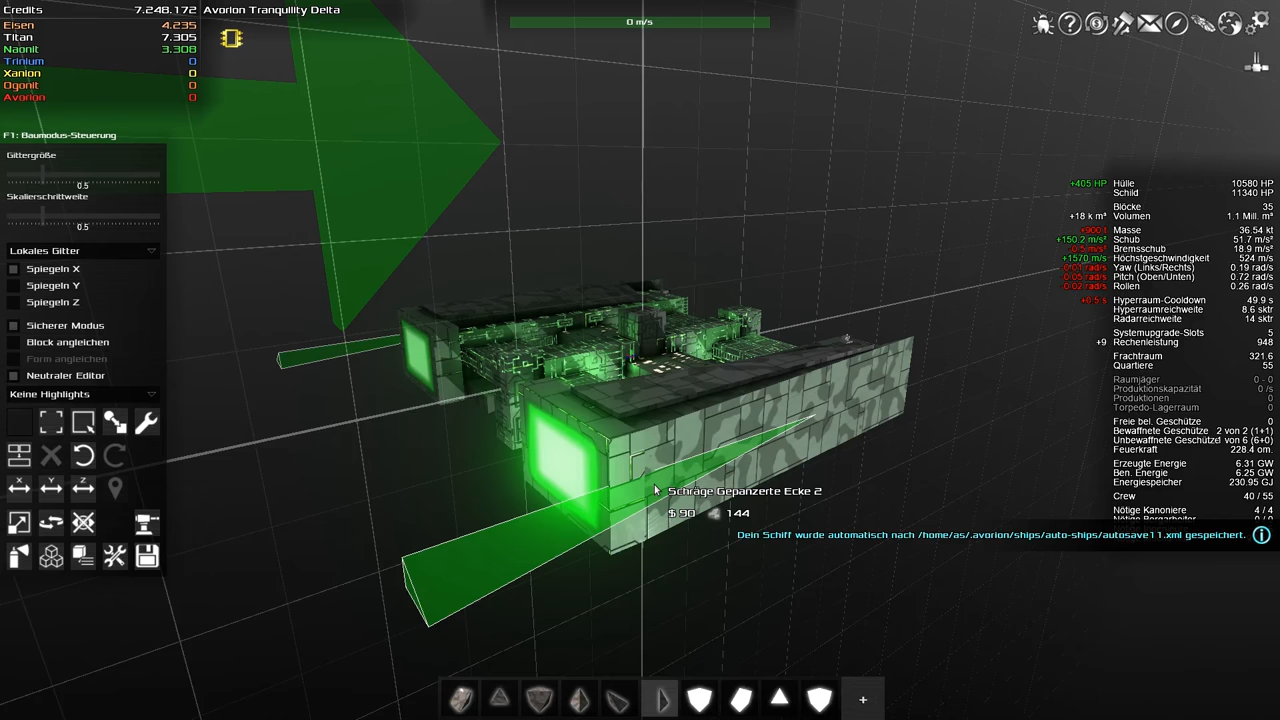 Credits 7.248.172 Avorion Tranquility Delta
Eisen 4.235
Titan 7.305
Naonit 3.308
Trinium 0
Xanion 0
Ogonit 0
Avorion 0
0 m/s
F1: Baumodus-Steuerung
Gittergröße
0.5
Skalierschrittweite
0.5
Lokales Gitter
Spiegeln X
Spiegeln Y
Spiegeln Z
Sicherer Modus
Block angleichen
Form angleichen
Neutraler Editor
Keine Highlights
X Y Z
+405 HP Hülle 10580 HP
Schild 11340 HP
Blöcke 35
+18 k m³ Volumen 1.1 Mill. m³
+900 t Masse 36.54 kt
+150.2 m/s² Schub 51.7 m/s²
-0.5 m/s² Bremsschub 18.9 m/s²
+1570 m/s Höchstgeschwindigkeit 524 m/s
-0.01 rad/s Yaw (Links/Rechts) 0.19 rad/s
-0.05 rad/s Pitch (Oben/Unten) 0.72 rad/s
-0.02 rad/s Rollen 0.26 rad/s
+0.5 s Hyperraum-Cooldown 49.9 s
Hyperraumreichweite 8.6 sktr
Radarreichweite 14 sktr
Systemupgrade-Slots 5
+9 Rechenleistung 948
Frachtraum 321.6
Quartiere 55
Raumjäger 0 - 0
Produktionskapazität 0 /s
Produktionen 0
Torpedo-Lagerraum 0
Freie bel. Geschütze 0
Bewaffnete Geschütze 2 von 2 (1+1)
Unbewaffnete Geschütze 6 von 6 (6+0)
Feuerkraft 228.4 om.
Erzeugte Energie 6.31 GW
Ben. Energie 6.25 GW
Energiespeicher 230.95 GJ
Crew 40 / 55
Nötige Kanoniere 4 / 4
Schräge Gepanzerte Ecke 2
$ 90 144
Dein Schiff wurde automatisch nach /home/as/.avorion/ships/auto-ships/autosave11.xml gespeichert.
+